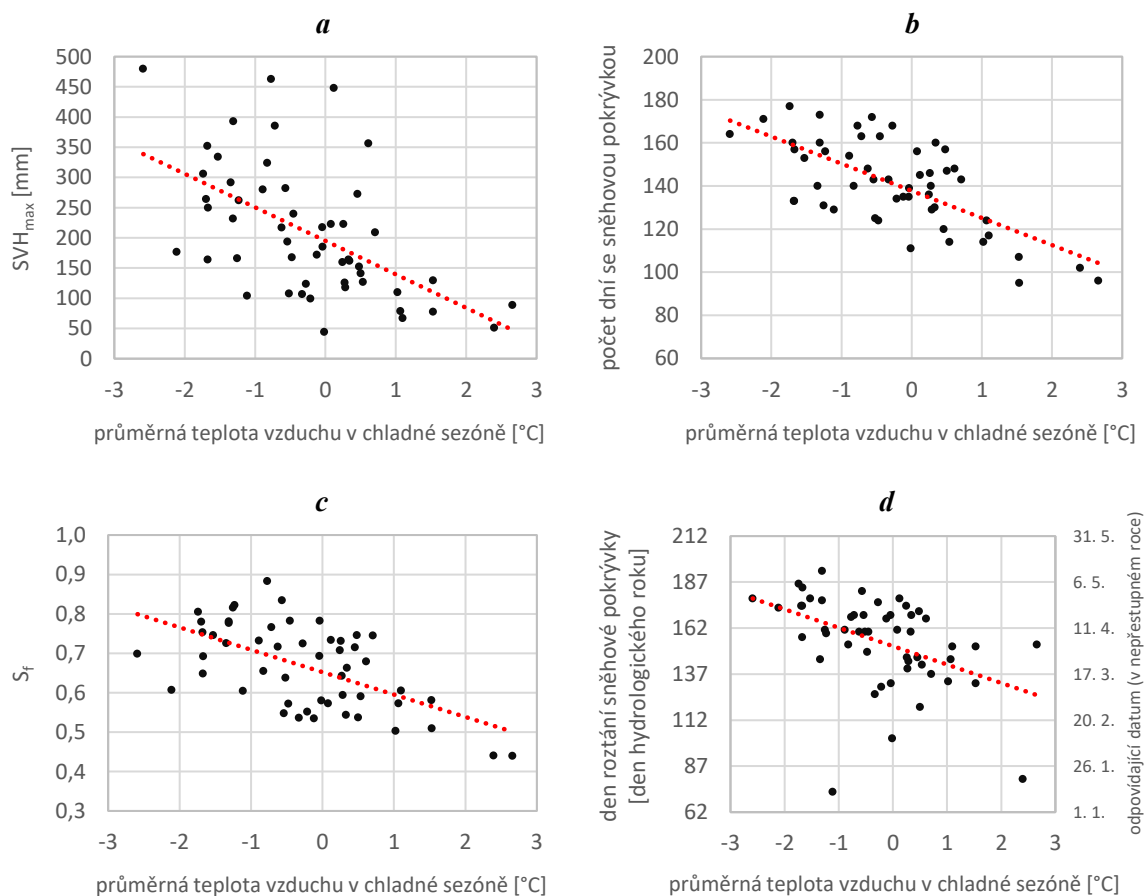 a
500
450
400
350
300
250
200
150
100
50
0
SVHmax [mm]
-3 -2 -1 0 1 2 3
průměrná teplota vzduchu v chladné sezóně [°C]
b
200
180
160
140
120
100
80
60
počet dní se sněhovou pokrývkou
-3 -2 -1 0 1 2 3
průměrná teplota vzduchu v chladné sezóně [°C]
c
1,0
0,9
0,8
0,7
0,6
0,5
0,4
0,3
Sf
-3 -2 -1 0 1 2 3
průměrná teplota vzduchu v chladné sezóně [°C]
d
212
187
162
137
112
87
62
den roztání sněhové pokrývky
[den hydrologického roku]
31. 5.
6. 5.
11. 4.
17. 3.
20. 2.
26. 1.
1. 1.
odpovídající datum (v nepřestupném roce)
-3 -2 -1 0 1 2 3
průměrná teplota vzduchu v chladné sezóně [°C]